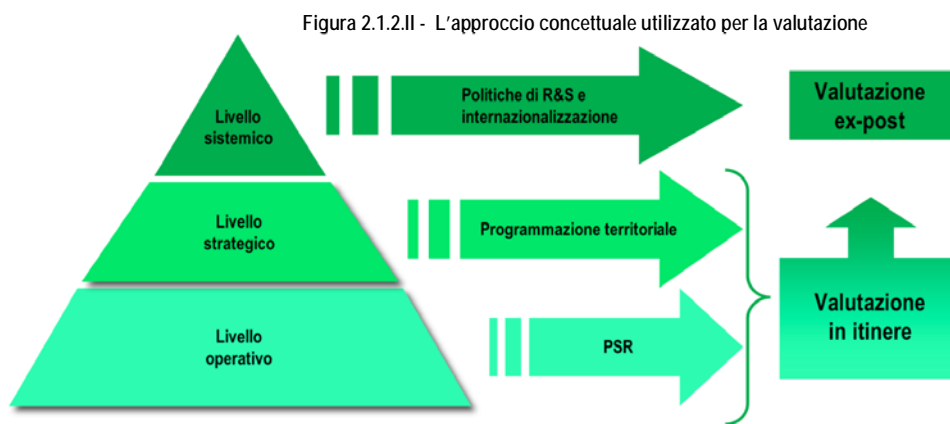 Figura 2.1.2.II - L'approccio concettuale utilizzato per la valutazione
Livello
sistemico
Politiche di R&S e
internazionalizzazione
Valutazione
ex-post
Livello
strategico
Programmazione territoriale
Livello
operativo
PSR
Valutazione
in itinere